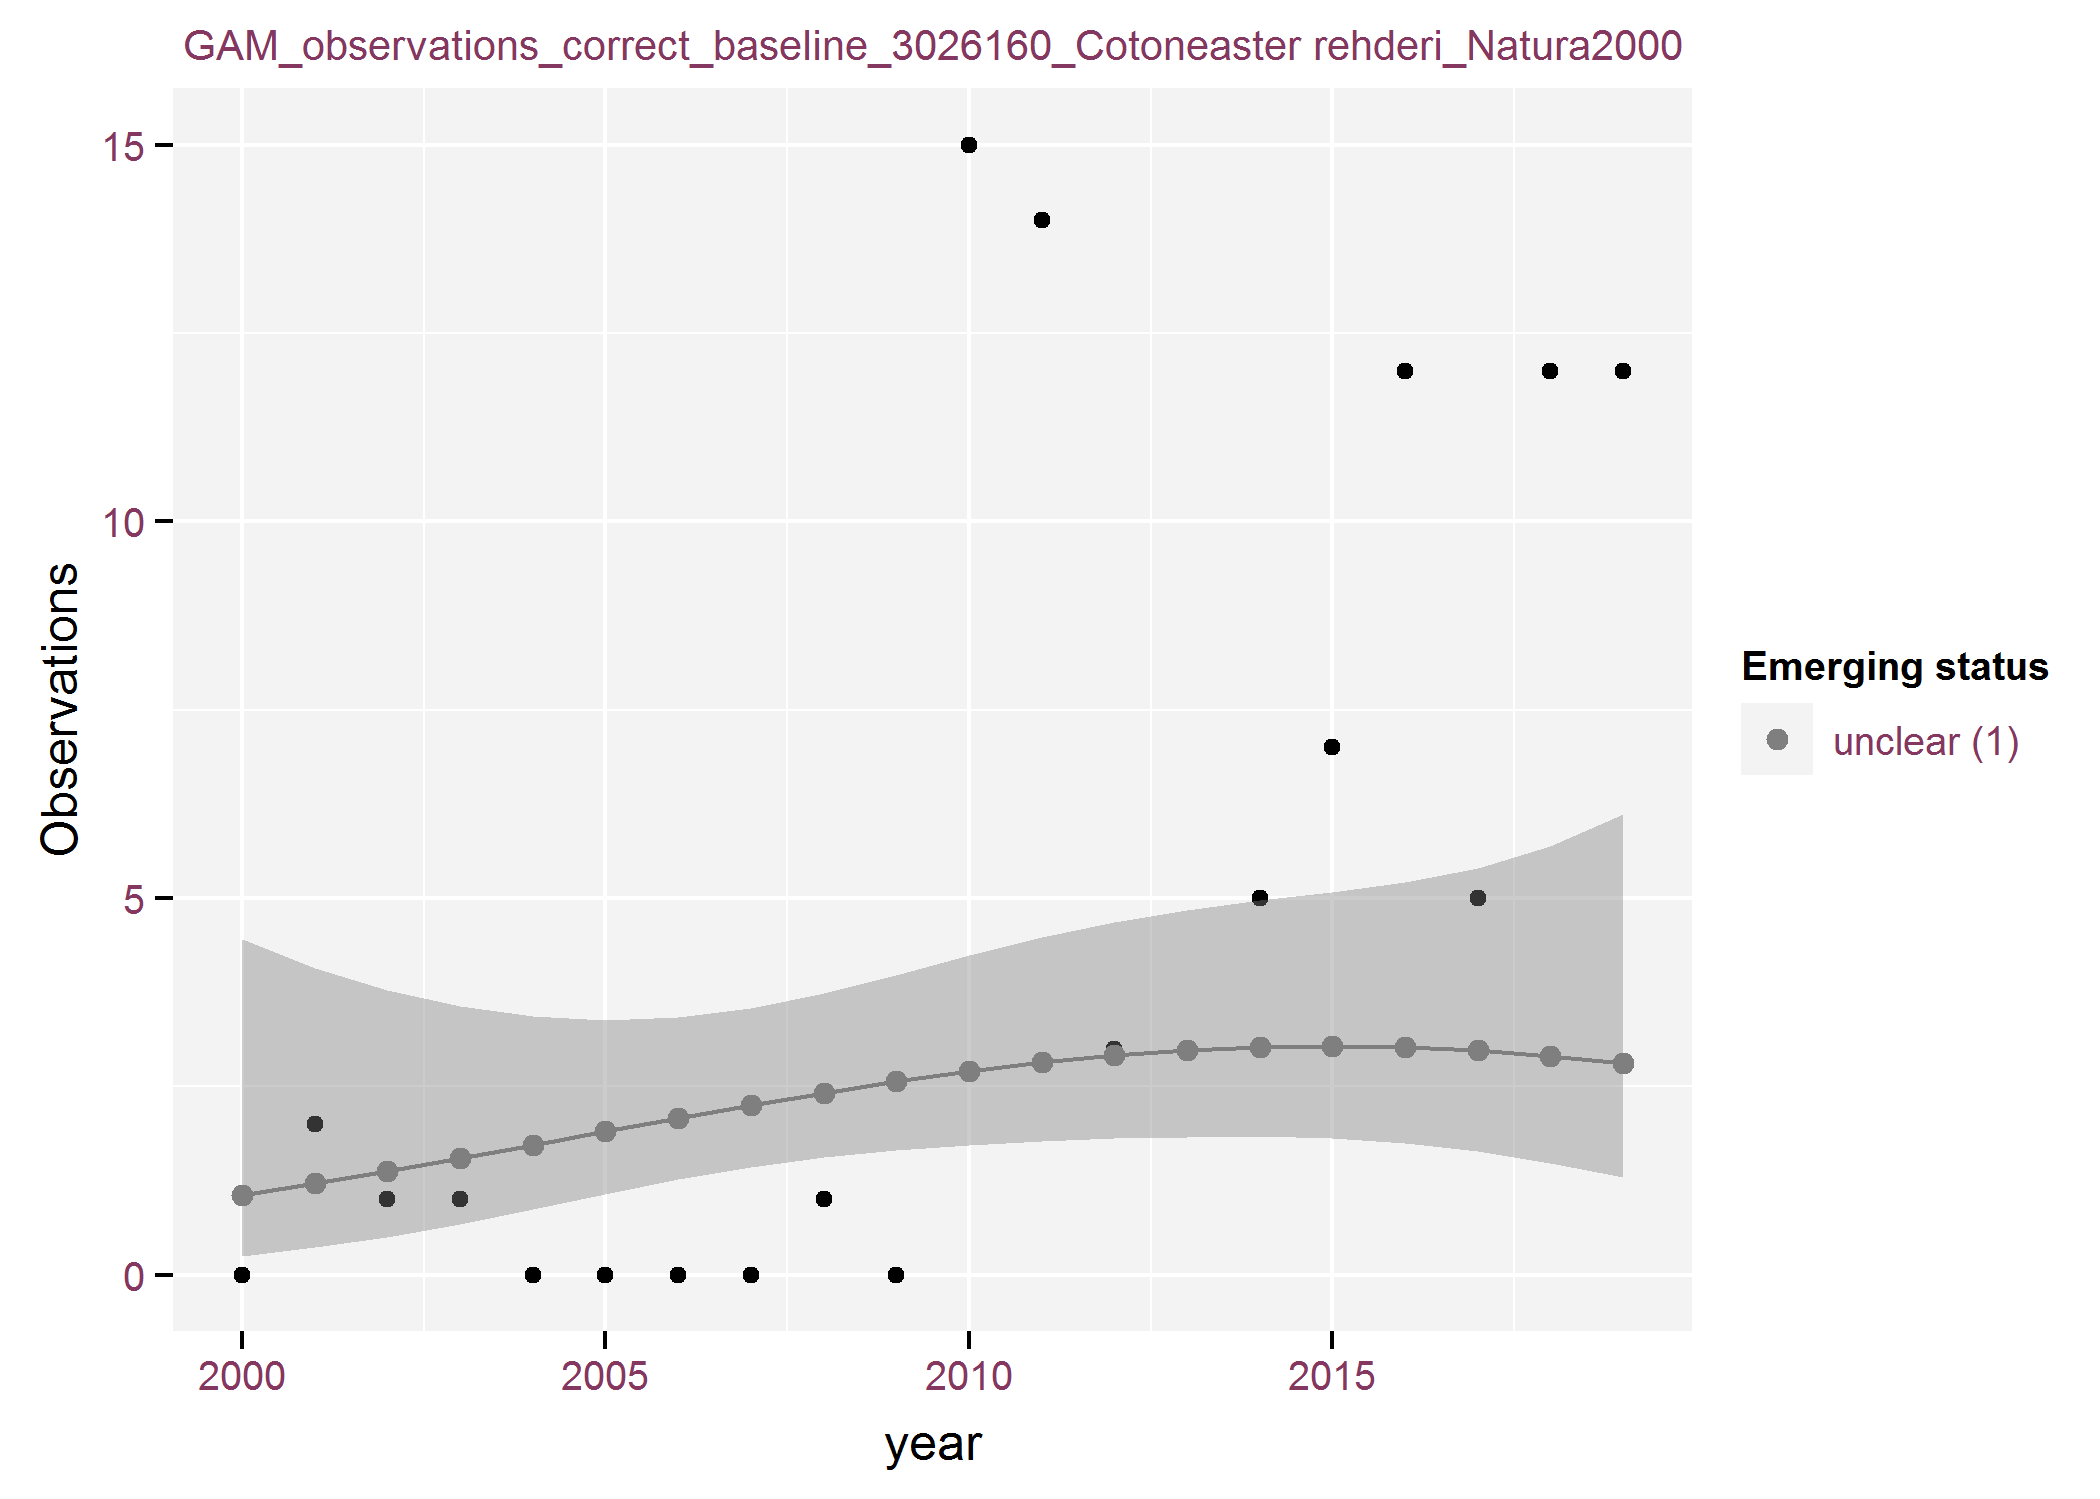 GAM_observations_correct_baseline_3026160_Cotoneaster rehderi_Natura2000
15
10
5
0
Observations
2000 2005 2010 2015
year
Emerging status
unclear (1)